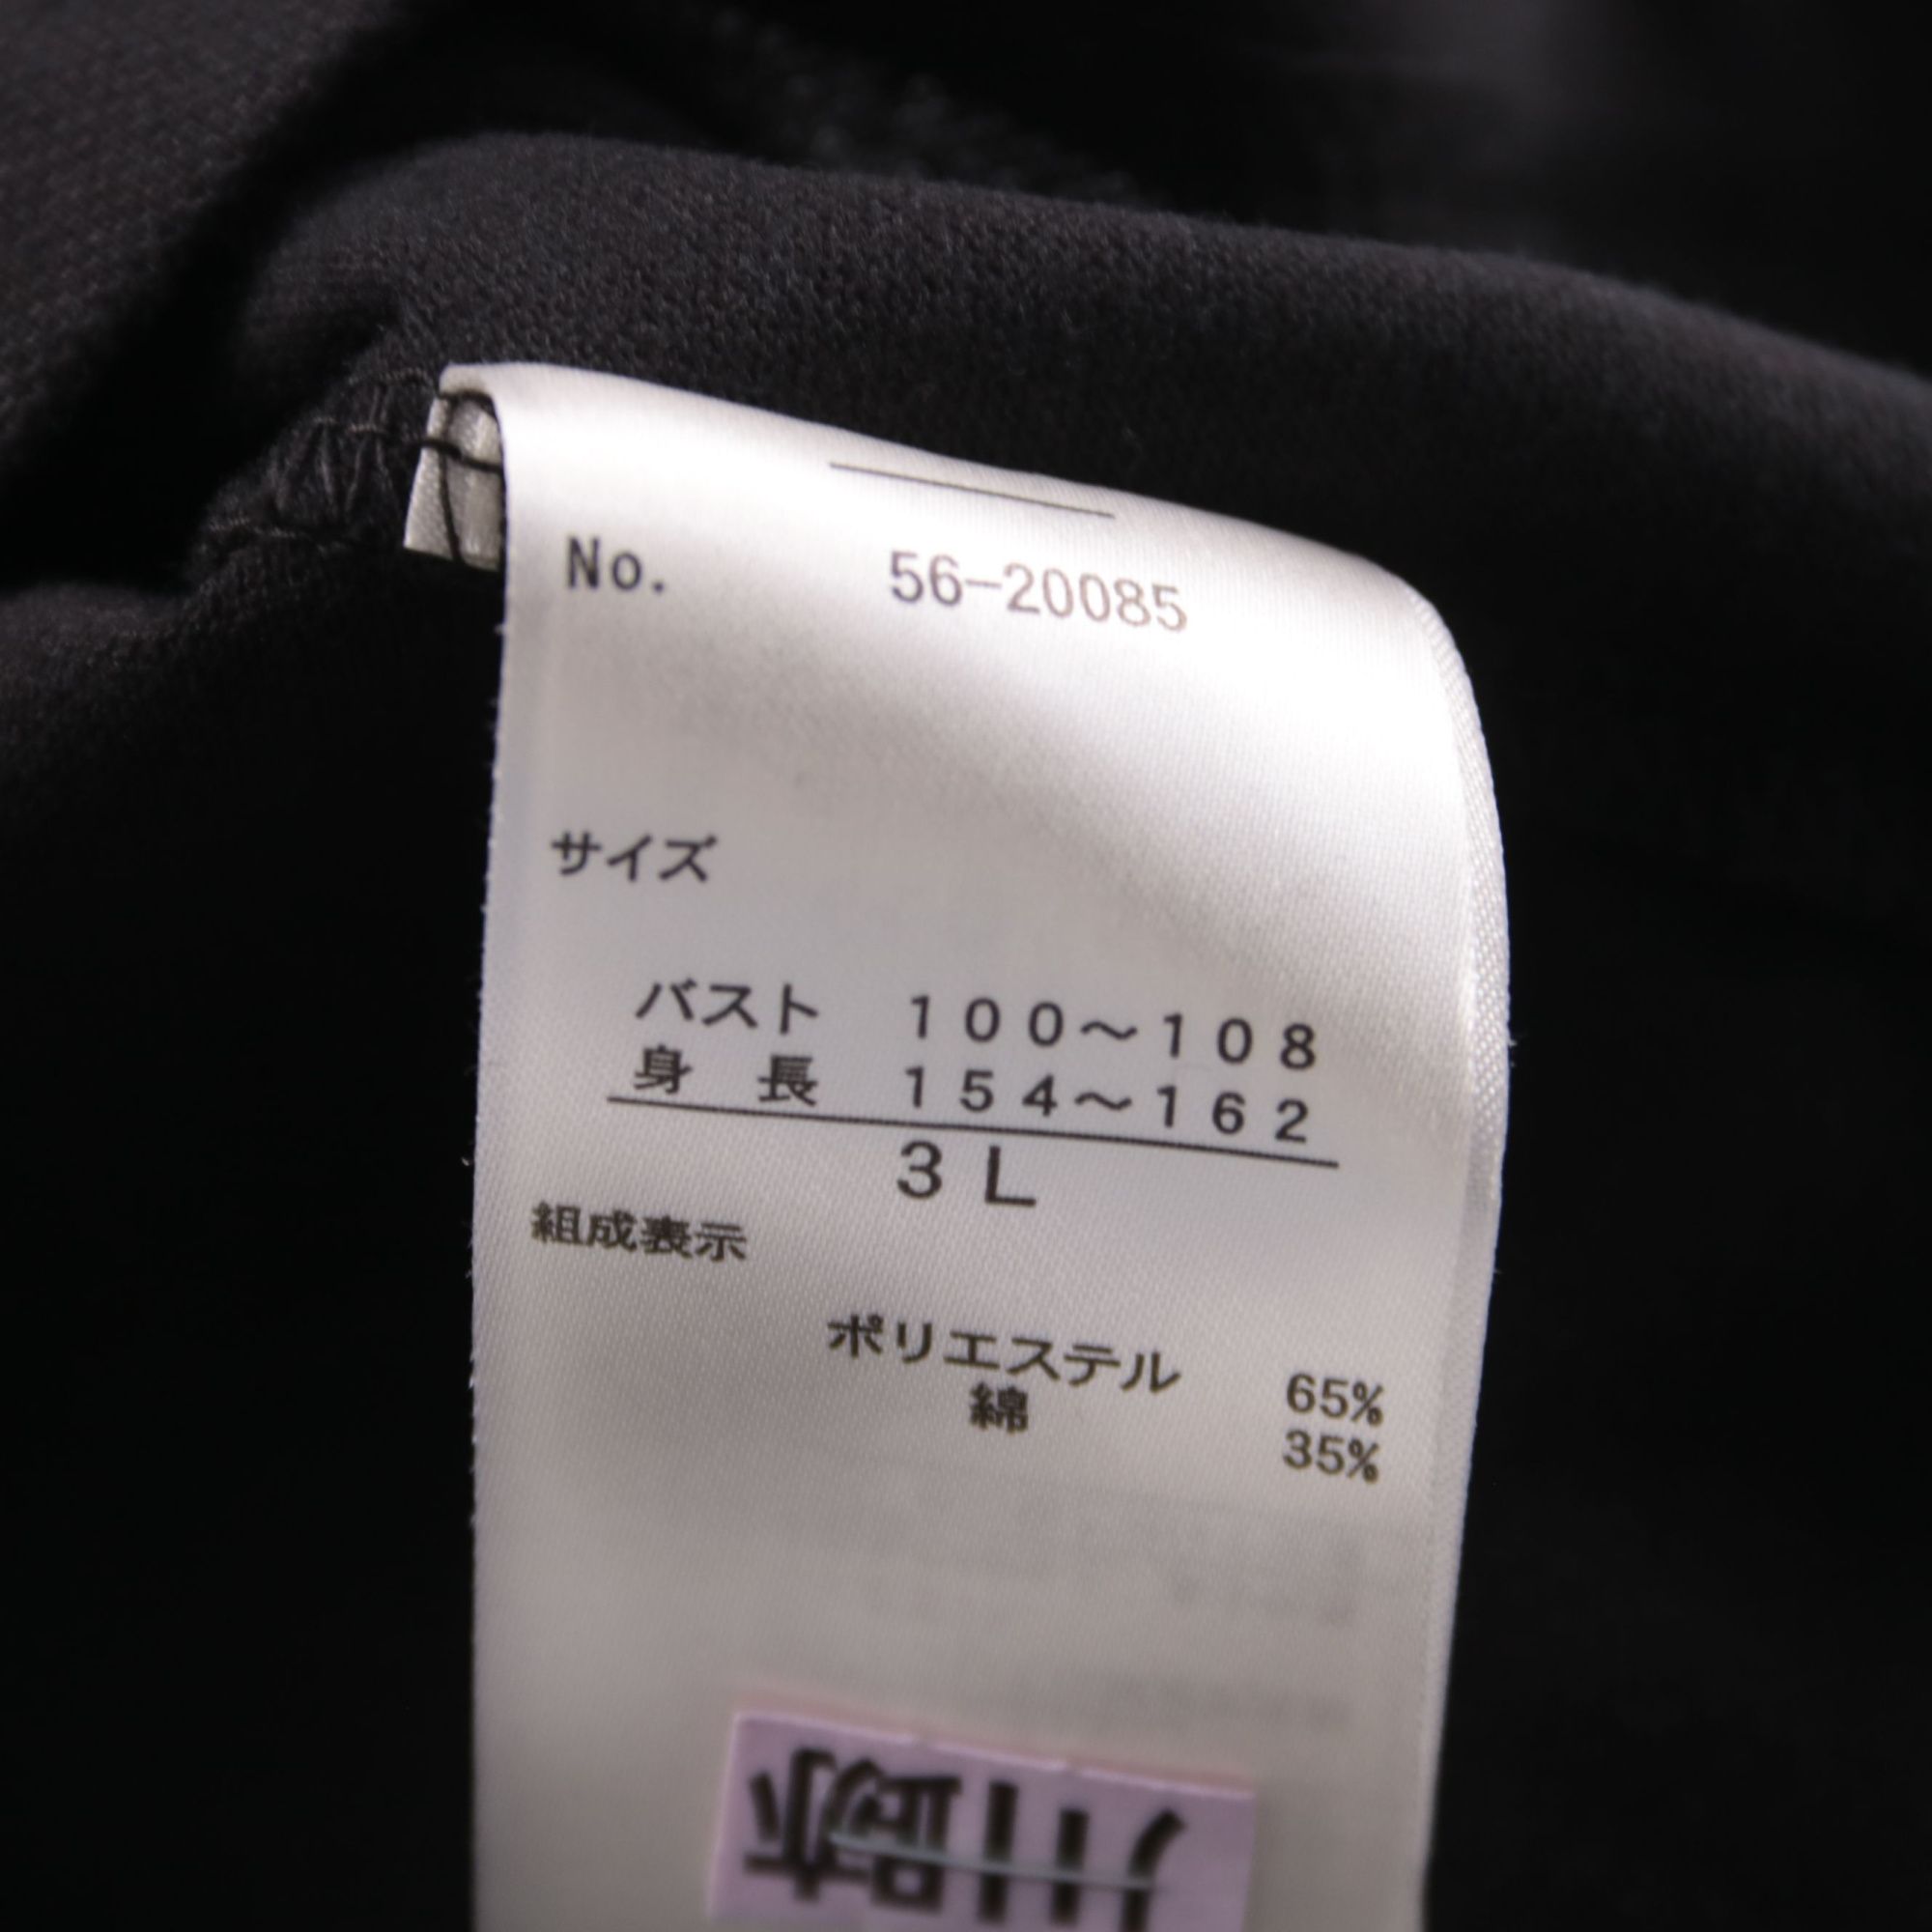 No. 56-20085
サイズ
バスト 100～108
身長 154～162
3L
組成表示
ポリエステル 65%
綿 35%